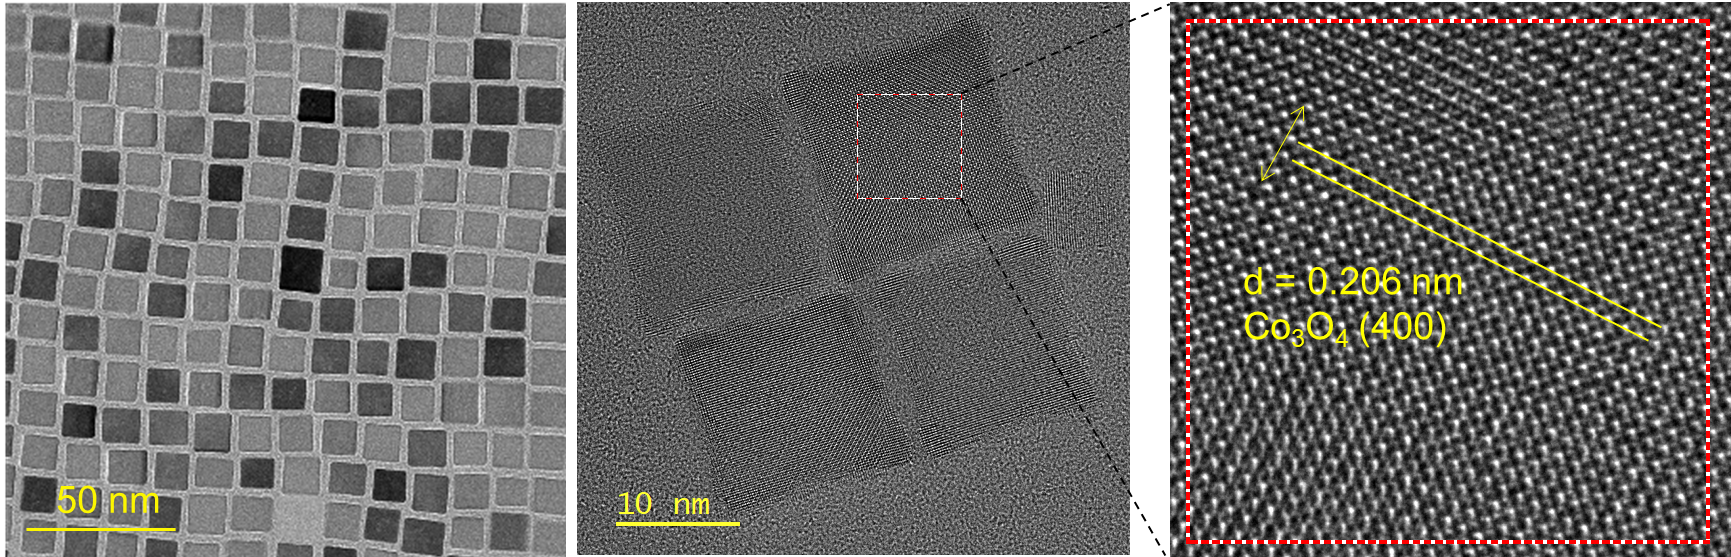 50 nm
10 nm
d = 0.206 nm
Co₃O₄ (400)